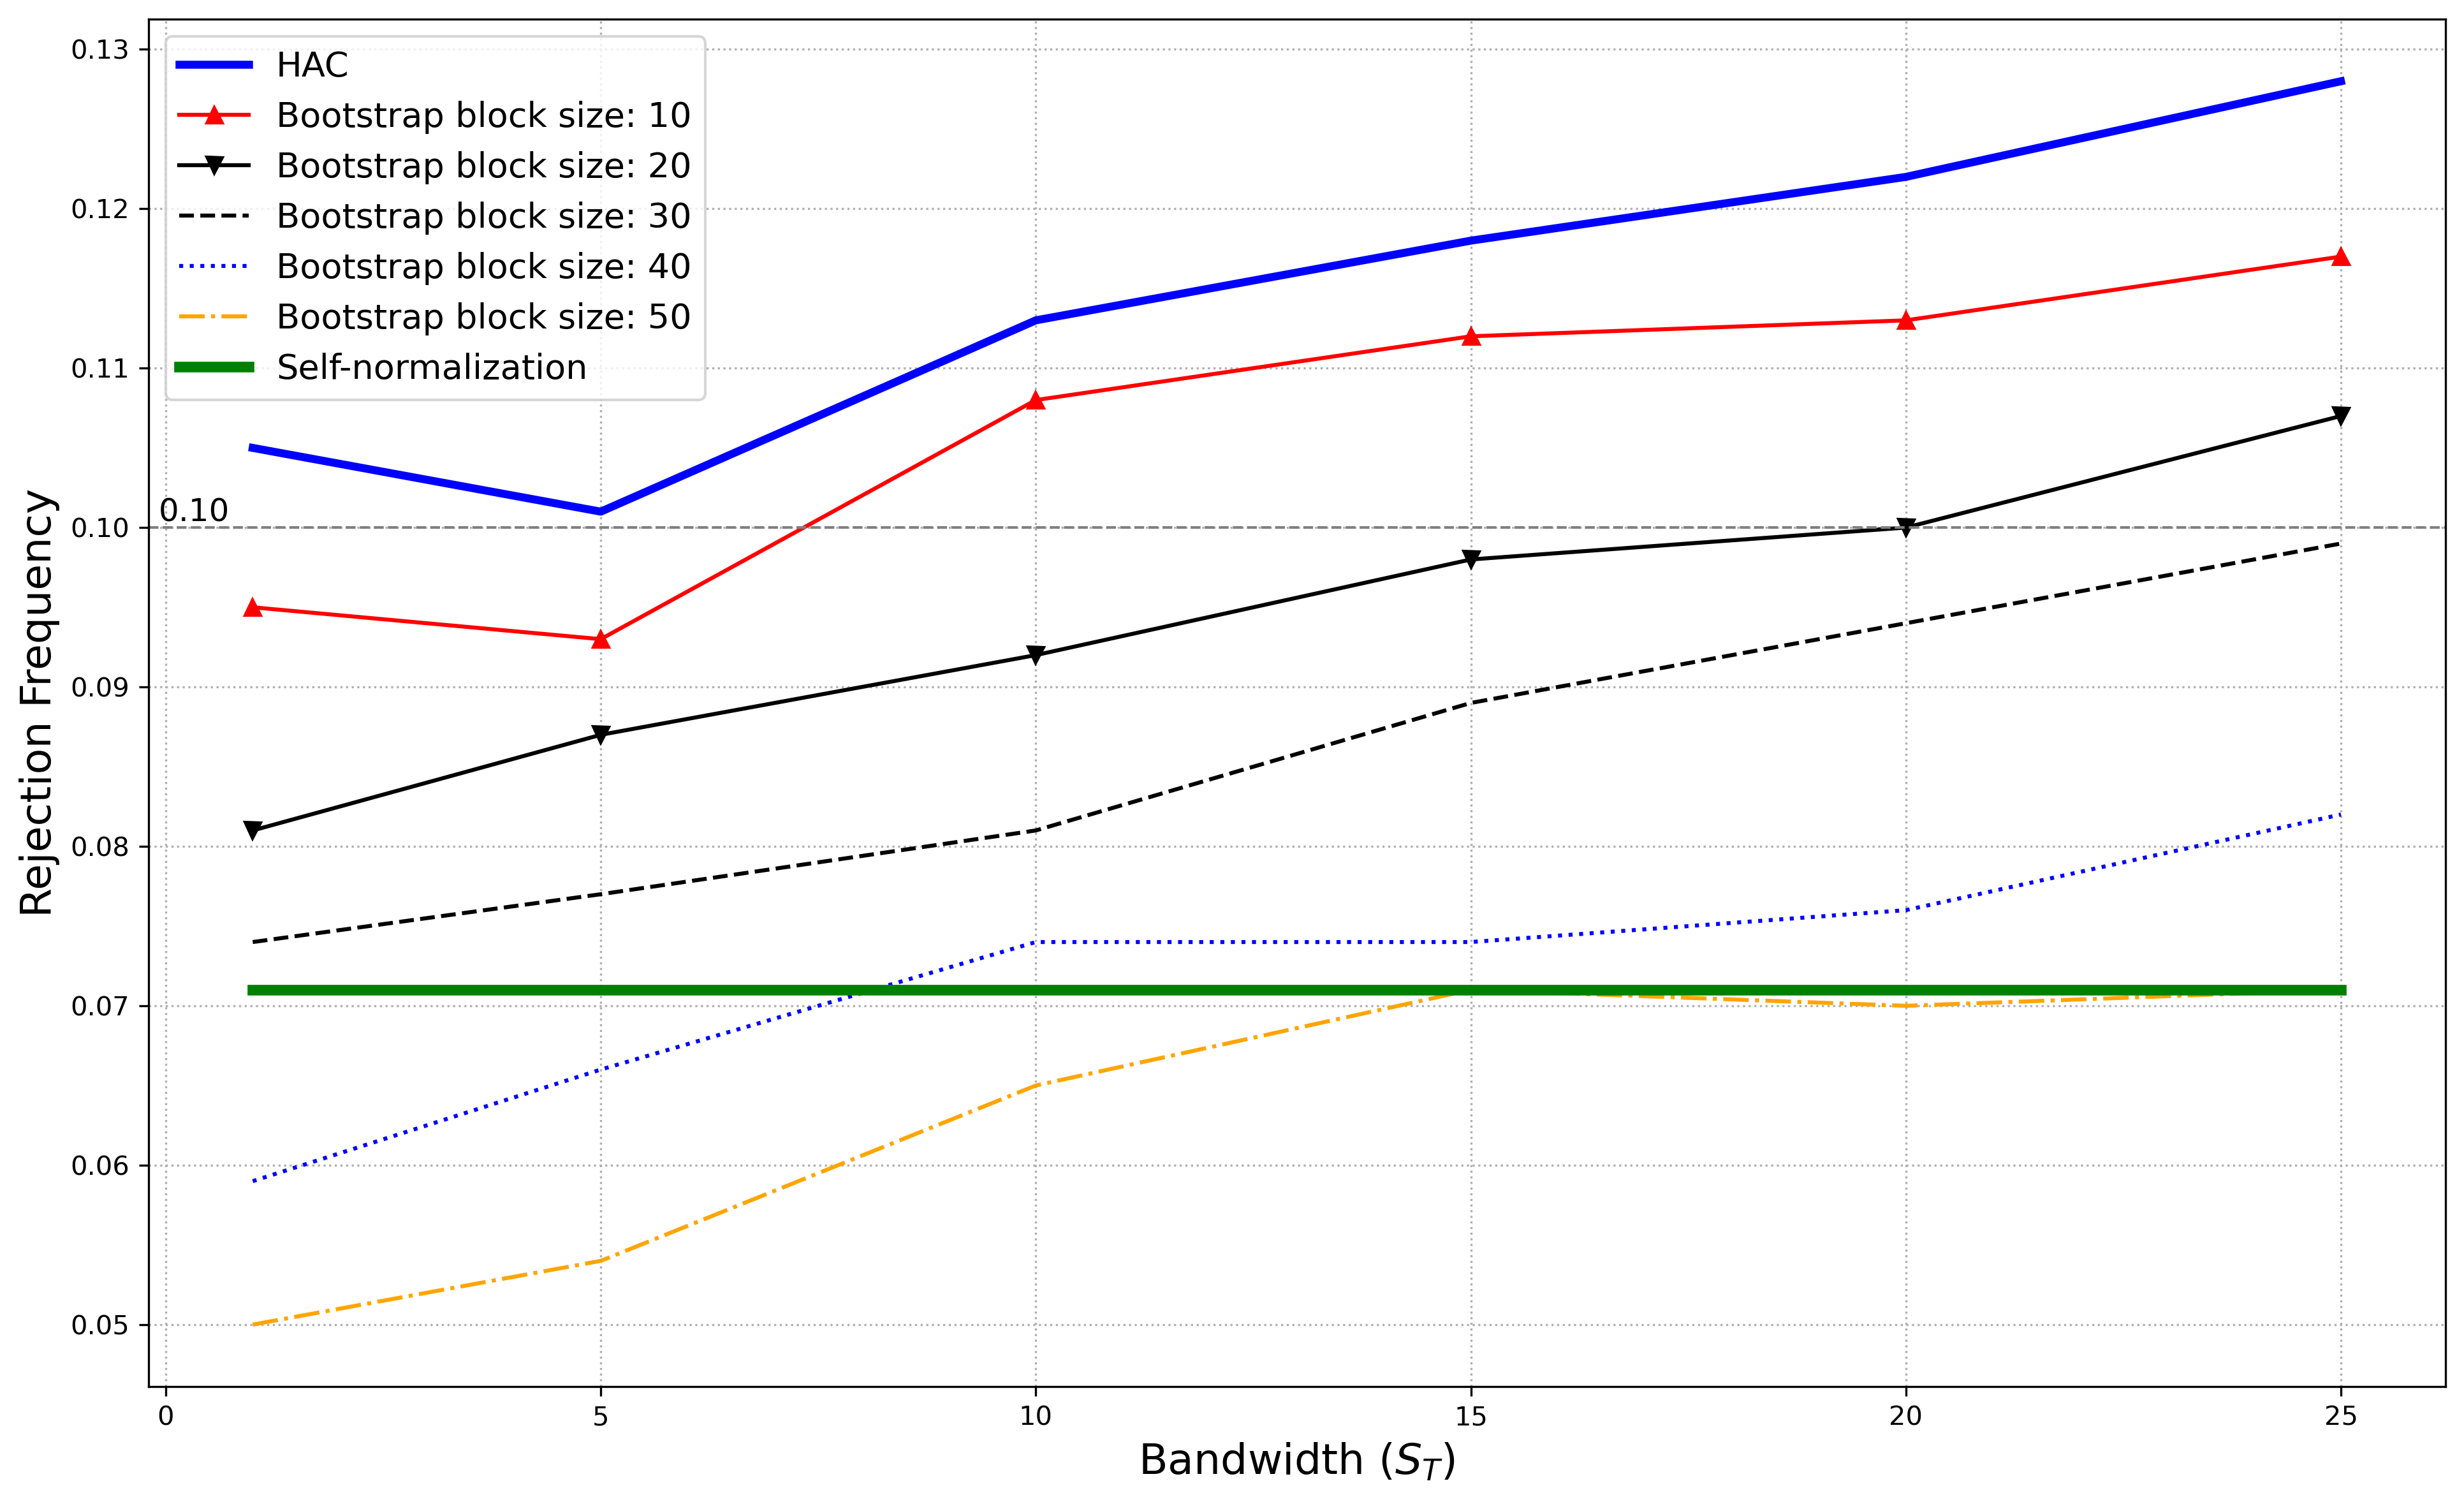 HAC
Bootstrap block size: 10
Bootstrap block size: 20
Bootstrap block size: 30
Bootstrap block size: 40
Bootstrap block size: 50
Self-normalization
0.13
0.12
0.11
0.10
0.10
0.09
0.08
0.07
0.06
0.05
Rejection Frequency
0 5 10 15 20 25
Bandwidth (S_T)